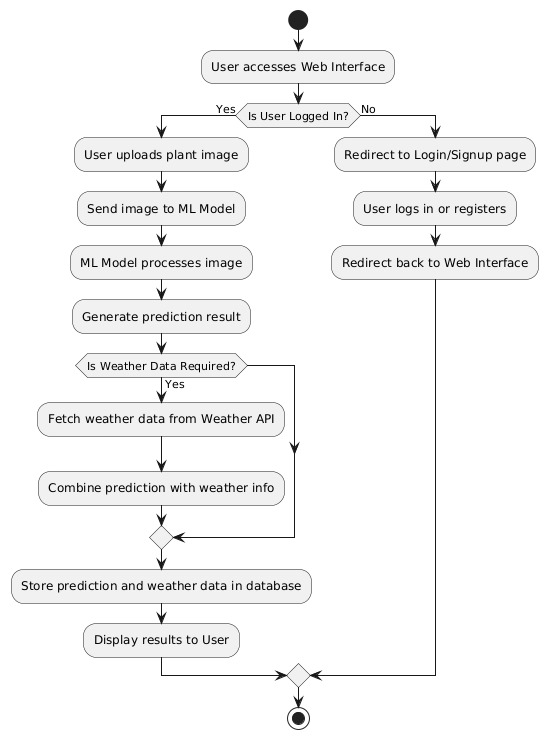 User accesses Web Interface
Yes
Is User Logged In?
No
User uploads plant image
Redirect to Login/Signup page
Send image to ML Model
User logs in or registers
ML Model processes image
Redirect back to Web Interface
Generate prediction result
Is Weather Data Required?
Yes
Fetch weather data from Weather API
Combine prediction with weather info
Store prediction and weather data in database
Display results to User